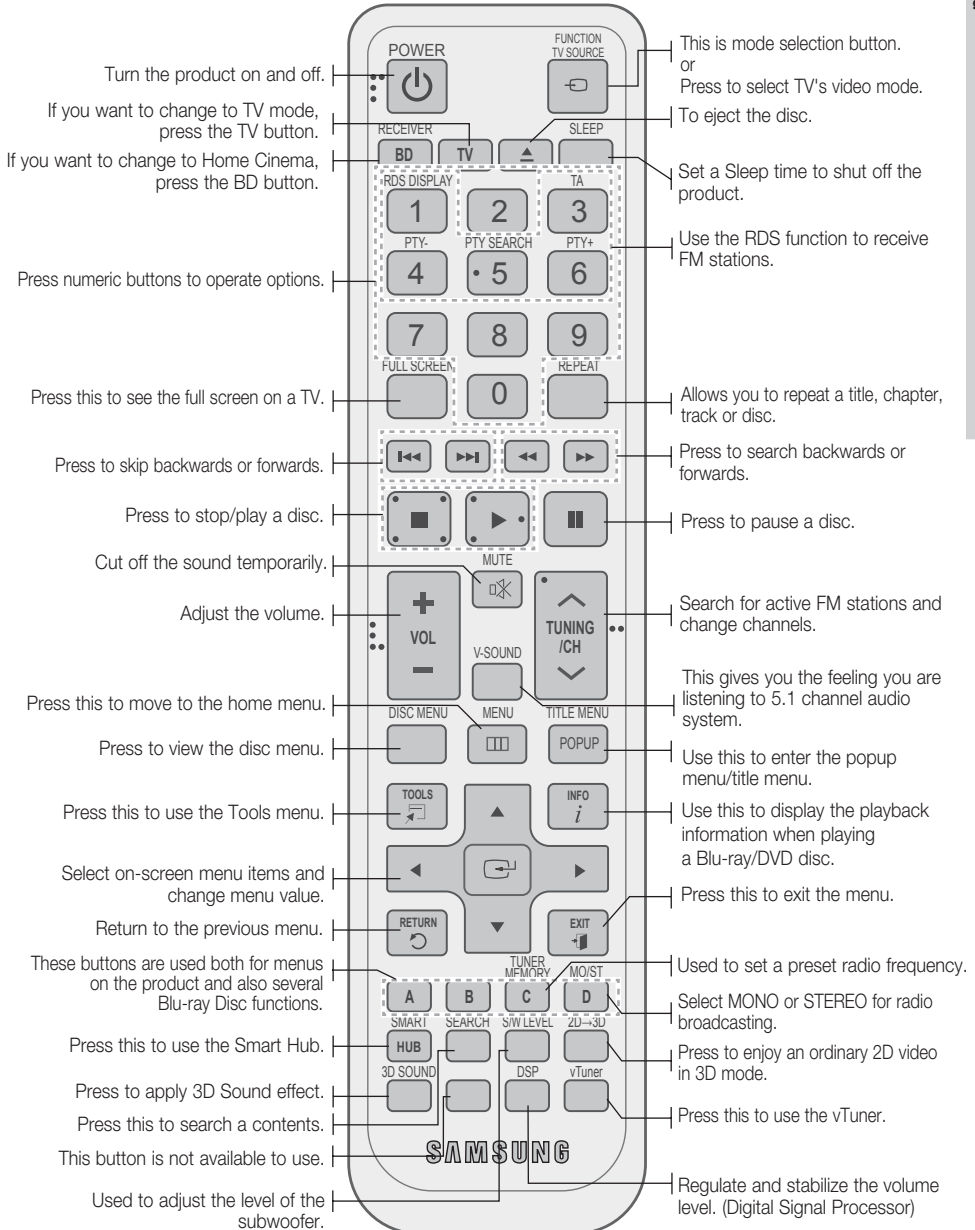 POWER
FUNCTION
TV SOURCE
Turn the product on and off.
This is mode selection button.
or
Press to select TV's video mode.
If you want to change to TV mode,
press the TV button.
To eject the disc.
RECEIVER
SLEEP
BD
TV
If you want to change to Home Cinema,
press the BD button.
Set a Sleep time to shut off the
product.
RDS DISPLAY
TA
1
2
3
Use the RDS function to receive
FM stations.
PTY-
PTY SEARCH
PTY+
4
5
6
Press numeric buttons to operate options.
7
8
9
FULL SCREEN
REPEAT
0
Press this to see the full screen on a TV.
Allows you to repeat a title, chapter,
track or disc.
Press to skip backwards or forwards.
Press to search backwards or
forwards.
Press to stop/play a disc.
Press to pause a disc.
Cut off the sound temporarily.
MUTE
Adjust the volume.
VOL
TUNING
/CH
Search for active FM stations and
change channels.
V-SOUND
This gives you the feeling you are
listening to 5.1 channel audio
system.
Press this to move to the home menu.
DISC MENU
MENU
TITLE MENU
Press to view the disc menu.
POPUP
Use this to enter the popup
menu/title menu.
Press this to use the Tools menu.
TOOLS
INFO
i
Use this to display the playback
information when playing
a Blu-ray/DVD disc.
Select on-screen menu items and
change menu value.
Press this to exit the menu.
Return to the previous menu.
RETURN
EXIT
These buttons are used both for menus
on the product and also several
Blu-ray Disc functions.
TUNER
MEMORY
MO/ST
Used to set a preset radio frequency.
A
B
C
D
Select MONO or STEREO for radio
broadcasting.
SMART
SEARCH
S/W LEVEL
2D→3D
Press this to use the Smart Hub.
HUB
Press to enjoy an ordinary 2D video
in 3D mode.
3D SOUND
DSP
vTuner
Press to apply 3D Sound effect.
Press this to use the vTuner.
Press this to search a contents.
This button is not available to use.
SAMSUNG
Used to adjust the level of the
subwoofer.
Regulate and stabilize the volume
level. (Digital Signal Processor)